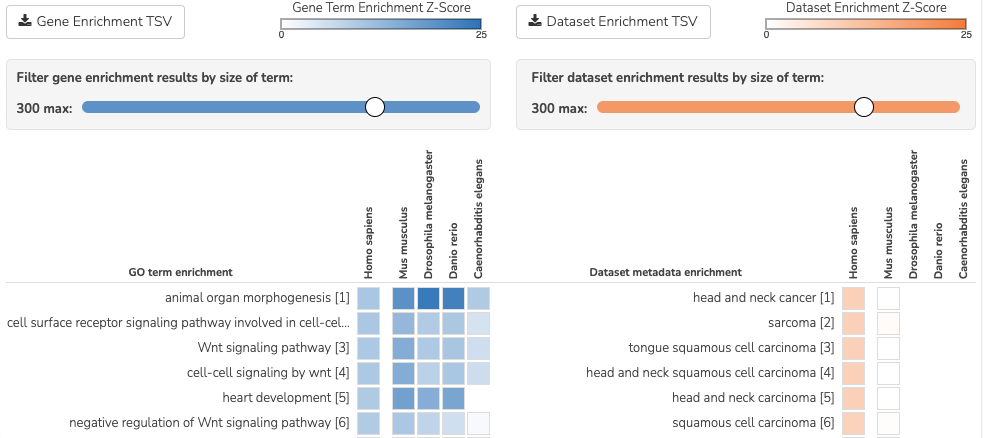 Gene Enrichment TSV
Gene Term Enrichment Z-Score
0
25
Dataset Enrichment TSV
Dataset Enrichment Z-Score
0
25
Filter gene enrichment results by size of term:
300 max:
Filter dataset enrichment results by size of term:
300 max:
GO term enrichment
Homo sapiens
Mus musculus
Drosophila melanogaster
Danio rerio
Caenorhabditis elegans
Dataset metadata enrichment
Homo sapiens
Mus musculus
Drosophila melanogaster
Danio rerio
Caenorhabditis elegans
animal organ morphogenesis [1]
cell surface receptor signaling pathway involved in cell-cel...
Wnt signaling pathway [3]
cell-cell signaling by wnt [4]
heart development [5]
negative regulation of Wnt signaling pathway [6]
head and neck cancer [1]
sarcoma [2]
tongue squamous cell carcinoma [3]
head and neck squamous cell carcinoma [4]
head and neck carcinoma [5]
squamous cell carcinoma [6]